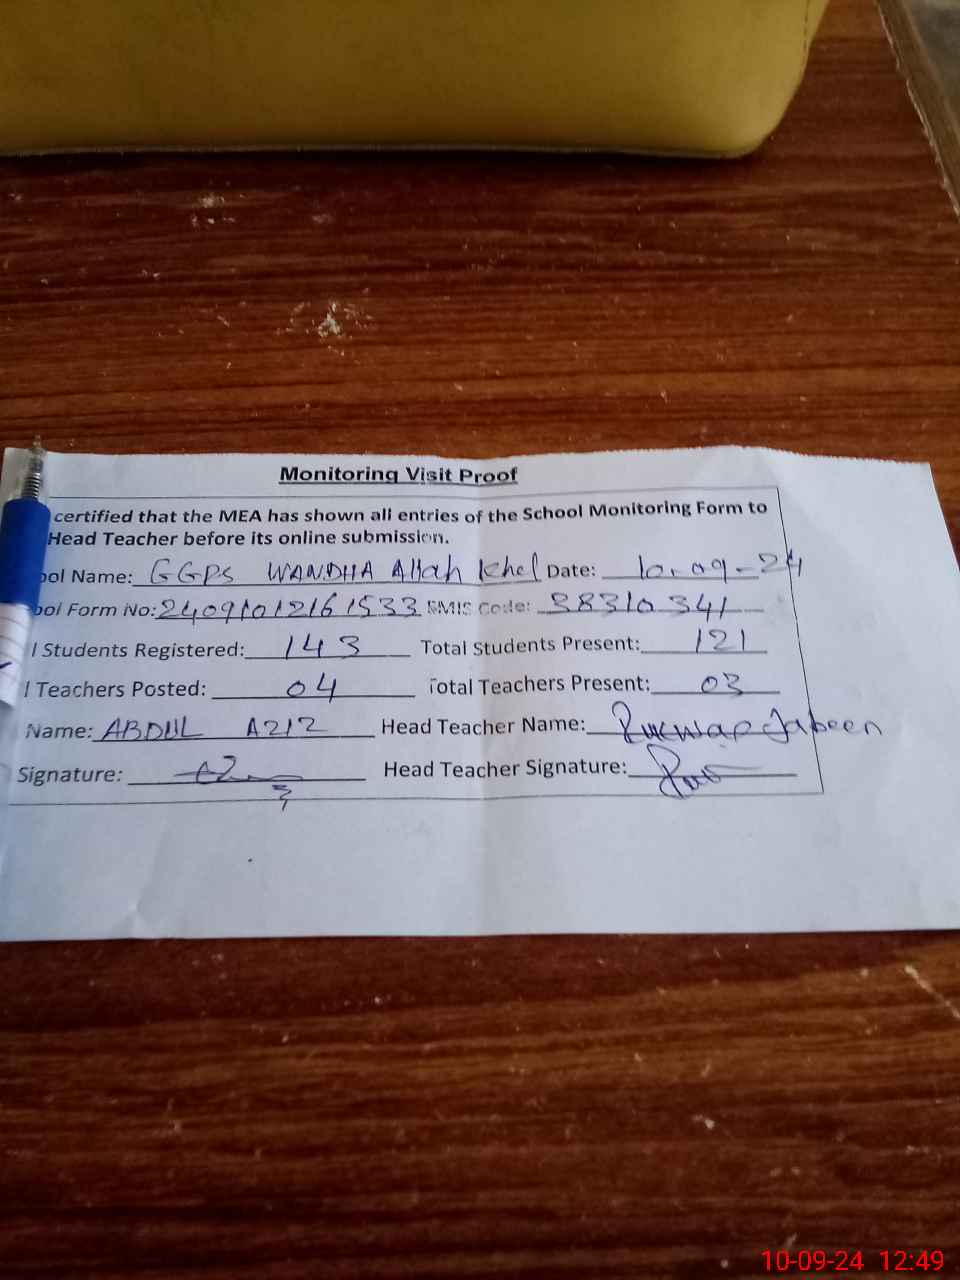 Monitoring Visit Proof
certified that the MEA has shown all entries of the School Monitoring Form to
Head Teacher before its online submission.
ool Name: GGPS WANDHA Allah Khel Date: 10-09-24
ool Form No: 24091012161533 SMIS Code: 38310341
l Students Registered: 143 Total Students Present: 121
l Teachers Posted: 04 Total Teachers Present: 03
Name: ABDUL AZIZ Head Teacher Name: Jabeen
Signature: Head Teacher Signature:
10-09-24 12:49